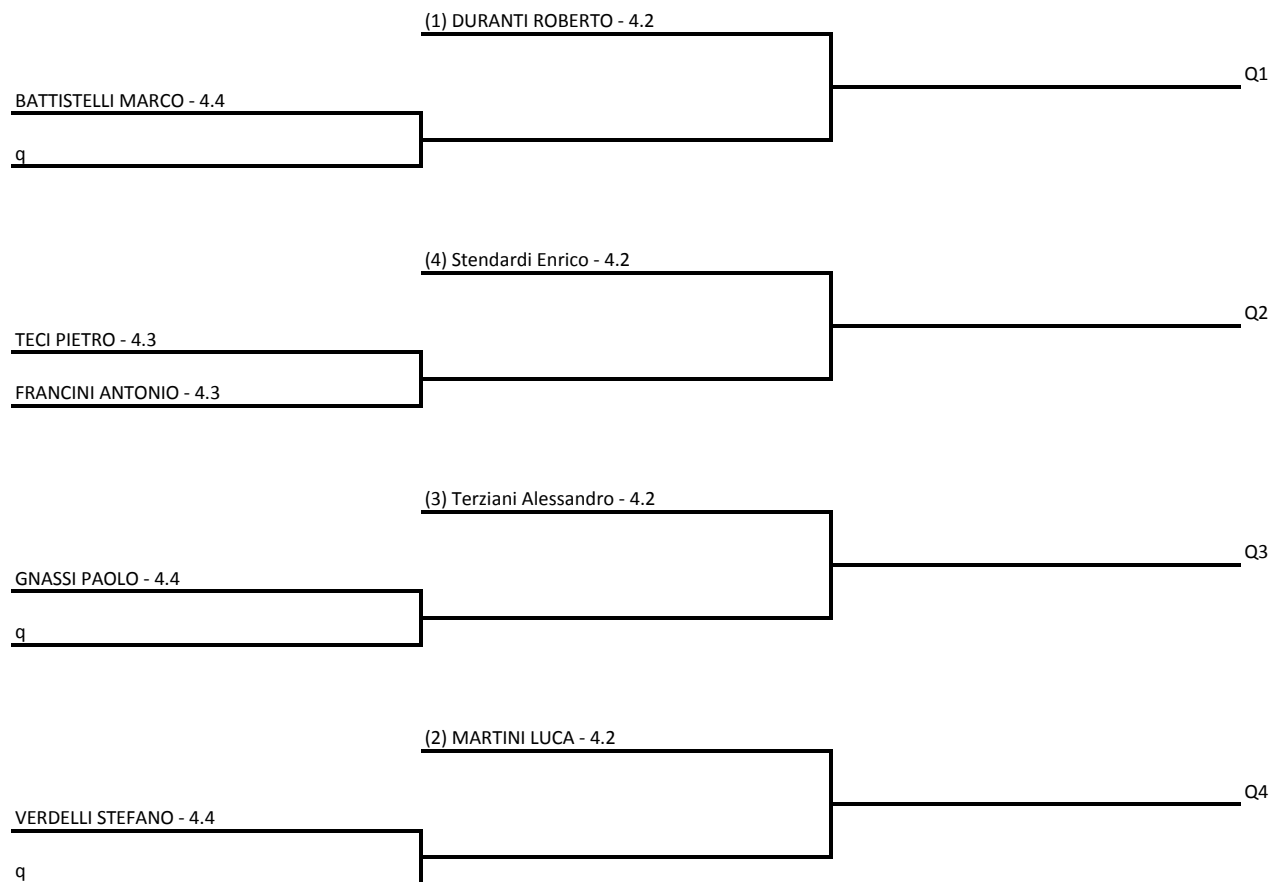 (1) DURANTI ROBERTO - 4.2
Q1
BATTISTELLI MARCO - 4.4
q
(4) Stendardi Enrico - 4.2
Q2
TECI PIETRO - 4.3
FRANCINI ANTONIO - 4.3
(3) Terziani Alessandro - 4.2
Q3
GNASSI PAOLO - 4.4
q
(2) MARTINI LUCA - 4.2
Q4
VERDELLI STEFANO - 4.4
q